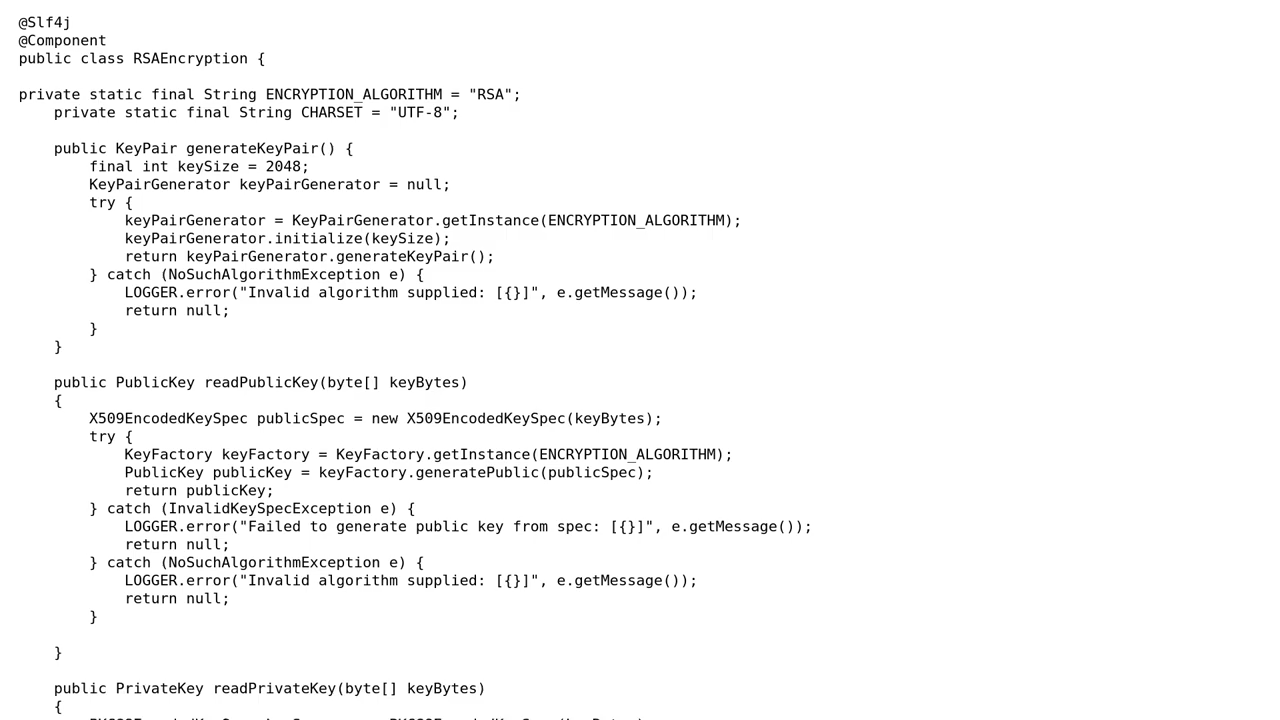 @Slf4j
@Component
public class RSAEncryption {

private static final String ENCRYPTION_ALGORITHM = "RSA";
    private static final String CHARSET = "UTF-8";

    public KeyPair generateKeyPair() {
        final int keySize = 2048;
        KeyPairGenerator keyPairGenerator = null;
        try {
            keyPairGenerator = KeyPairGenerator.getInstance(ENCRYPTION_ALGORITHM);
            keyPairGenerator.initialize(keySize);
            return keyPairGenerator.generateKeyPair();
        } catch (NoSuchAlgorithmException e) {
            LOGGER.error("Invalid algorithm supplied: [{}]", e.getMessage());
            return null;
        }
    }

    public PublicKey readPublicKey(byte[] keyBytes)
    {
        X509EncodedKeySpec publicSpec = new X509EncodedKeySpec(keyBytes);
        try {
            KeyFactory keyFactory = KeyFactory.getInstance(ENCRYPTION_ALGORITHM);
            PublicKey publicKey = keyFactory.generatePublic(publicSpec);
            return publicKey;
        } catch (InvalidKeySpecException e) {
            LOGGER.error("Failed to generate public key from spec: [{}]", e.getMessage());
            return null;
        } catch (NoSuchAlgorithmException e) {
            LOGGER.error("Invalid algorithm supplied: [{}]", e.getMessage());
            return null;
        }

    }

    public PrivateKey readPrivateKey(byte[] keyBytes)
    {